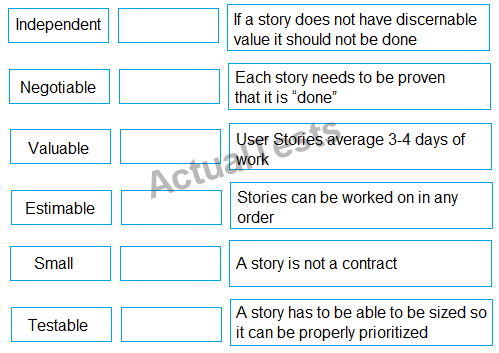 Independent
If a story does not have discernable
value it should not be done
Negotiable
Each story needs to be proven
that it is “done”
Valuable
User Stories average 3-4 days of
work
ActualTests
Estimable
Stories can be worked on in any
order
Small
A story is not a contract
Testable
A story has to be able to be sized so
it can be properly prioritized